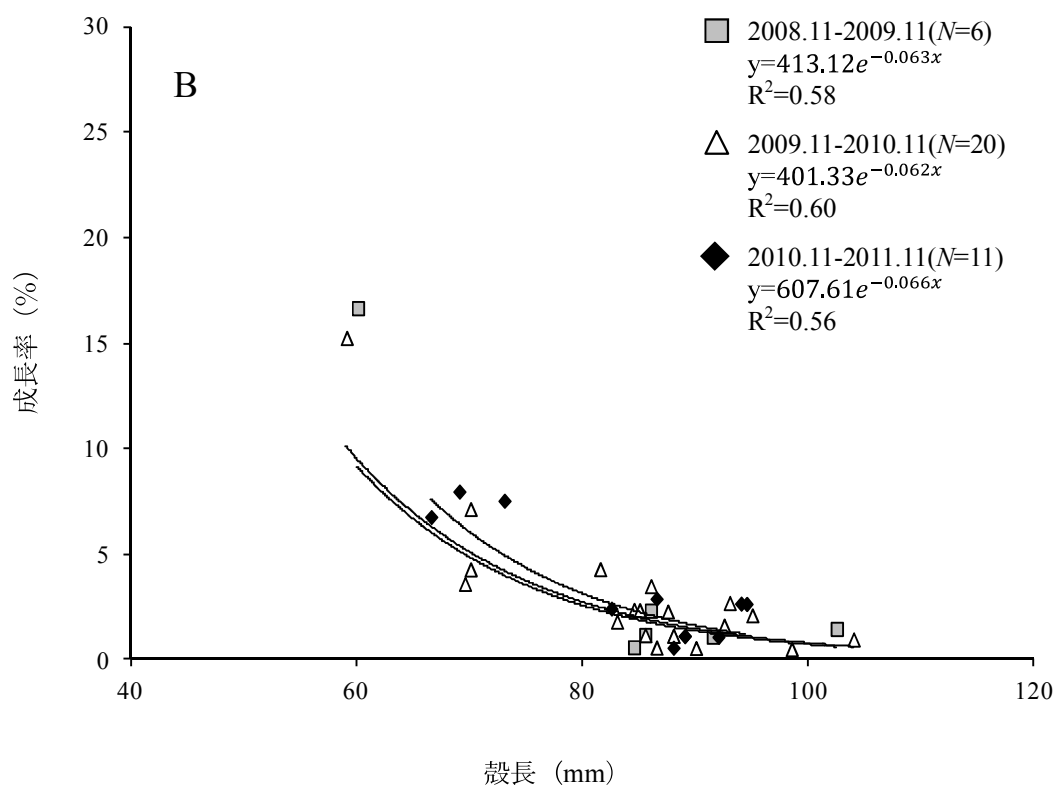 30
25
20
15
10
5
0
40
60
80
100
120
成長率 (%)
殻長 (mm)
B
2008.11-2009.11(N=6)
y=413.12e^{-0.063x}
R²=0.58
2009.11-2010.11(N=20)
y=401.33e^{-0.062x}
R²=0.60
2010.11-2011.11(N=11)
y=607.61e^{-0.066x}
R²=0.56